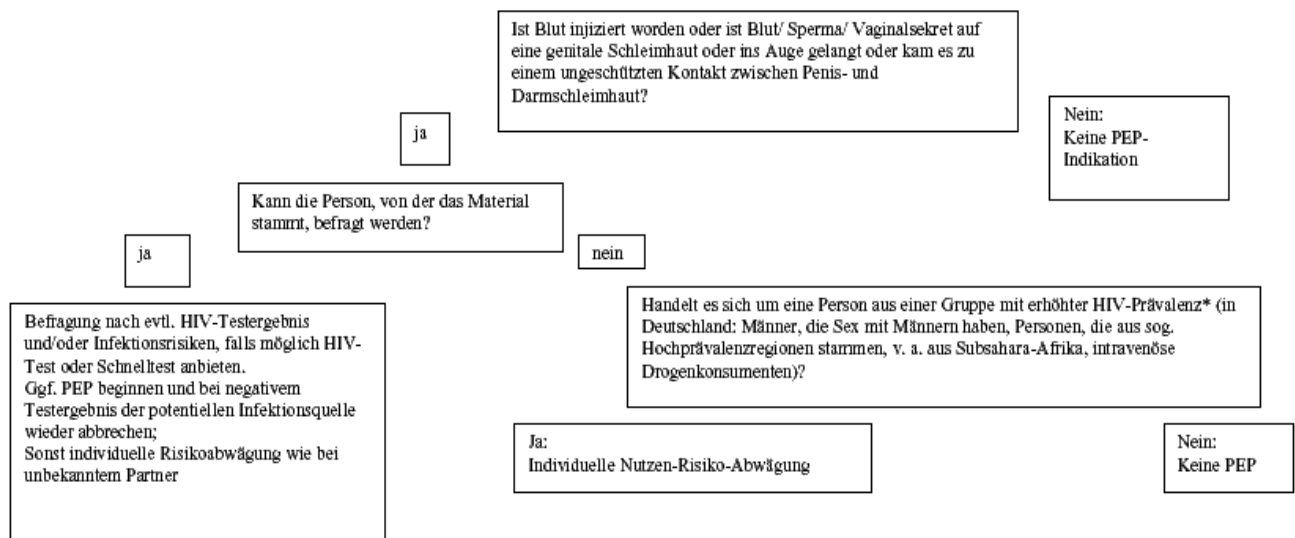 Ist Blut injiziert worden oder ist Blut/ Sperma/ Vaginalsekret auf
eine genitale Schleimhaut oder ins Auge gelangt oder kam es zu
einem ungeschützten Kontakt zwischen Penis- und
Darmschleimhaut?
Nein:
Keine PEP-
Indikation
ja
Kann die Person, von der das Material
stammt, befragt werden?
ja
nein
Befragung nach evtl. HIV-Testergebnis
und/oder Infektionsrisiken, falls möglich HIV-
Test oder Schnelltest anbieten.
Ggf. PEP beginnen und bei negativem
Testergebnis der potentiellen Infektionsquelle
wieder abbrechen;
Sonst individuelle Risikoabwägung wie bei
unbekanntem Partner
Handelt es sich um eine Person aus einer Gruppe mit erhöhter HIV-Prävalenz* (in
Deutschland: Männer, die Sex mit Männern haben, Personen, die aus sog.
Hochprävalenzregionen stammen, v. a. aus Subsahara-Afrika, intravenöse
Drogenkonsumenten)?
Ja:
Individuelle Nutzen-Risiko-Abwägung
Nein:
Keine PEP